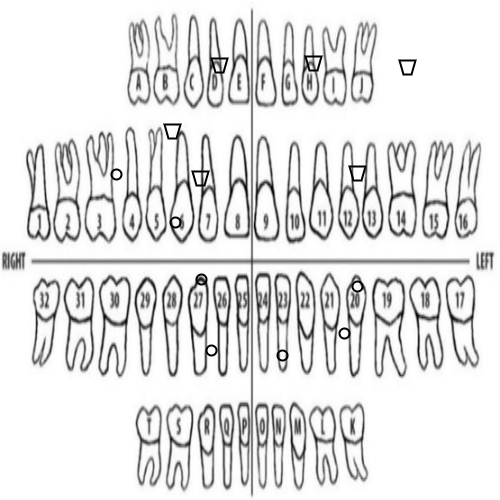 A B C D E F G H I J
1 2 3 4 5 6 7 8 9 10 11 12 13 14 15 16
RIGHT LEFT
32 31 30 29 28 27 26 25 24 23 22 21 20 19 18 17
T S R Q P O N M L K